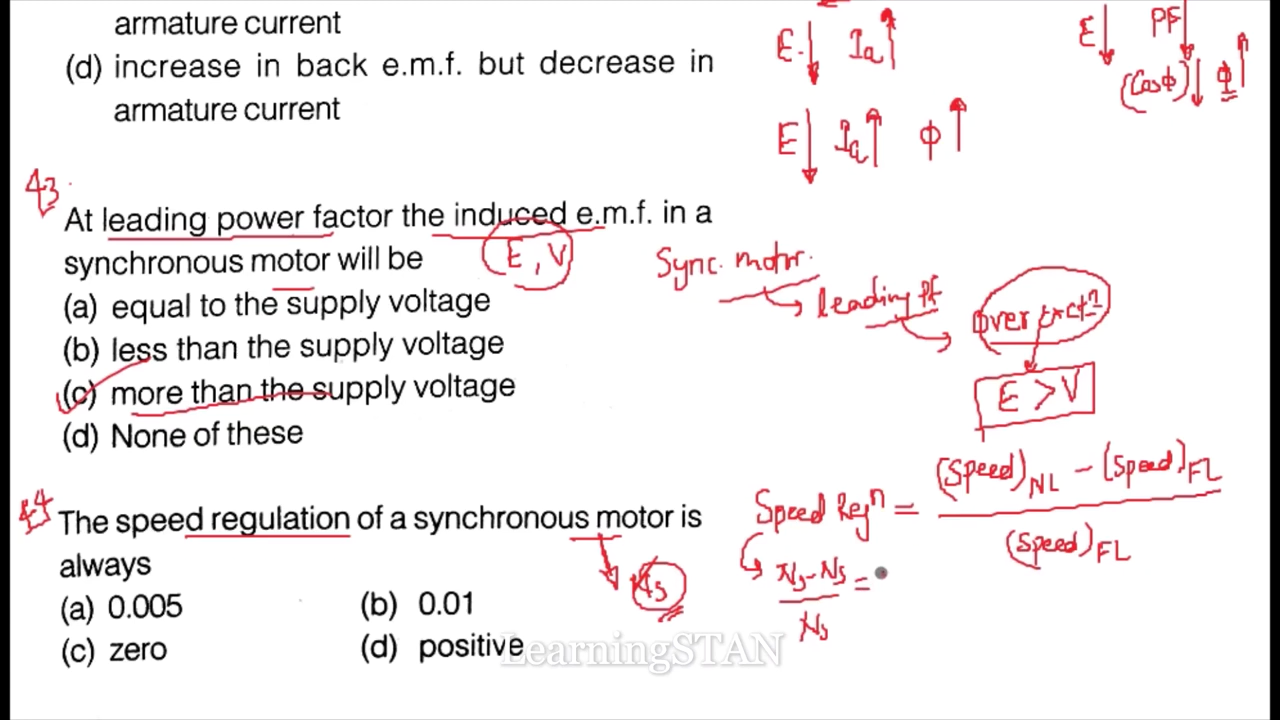 armature current
(d) increase in back e.m.f. but decrease in
armature current
E↓ Ia↑
E↓ PF↓
(Cosϕ)↓ ϕ↑
E↓ Ia↑ ϕ↑
43
At leading power factor the induced e.m.f. in a
synchronous motor will be
E, V
(a) equal to the supply voltage
(b) less than the supply voltage
(c) more than the supply voltage
(d) None of these
Sync. motor.
leading Pf
over excitⁿ
E > V
44
The speed regulation of a synchronous motor is
always
Ns
(a) 0.005 (b) 0.01
(c) zero (d) positive
Speed Regⁿ = (Speed)NL - (Speed)FL
(Speed)FL
Ns-Ns =
Ns
LearningSTAN